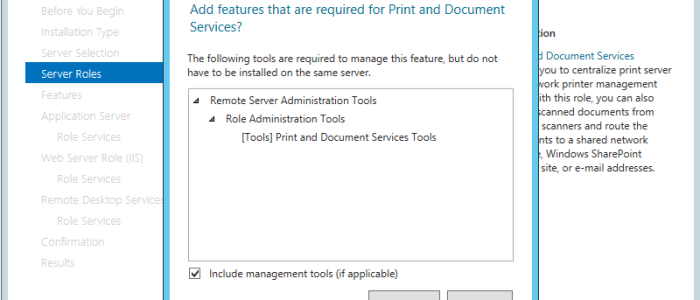 Before You Begin
Installation Type
Server Selection
Server Roles
Features
Application Server
Role Services
Web Server Role (IIS)
Role Services
Remote Desktop Services
Role Services
Confirmation
Results
Add features that are required for Print and Document
Services?
The following tools are required to manage this feature, but do not
have to be installed on the same server.
Remote Server Administration Tools
Role Administration Tools
[Tools] Print and Document Services Tools
Include management tools (if applicable)
Document Services
you to centralize print server
printer management
this role, you can also
scanned documents from
scanners and route the
to a shared network
Windows SharePoint
site, or e-mail addresses.